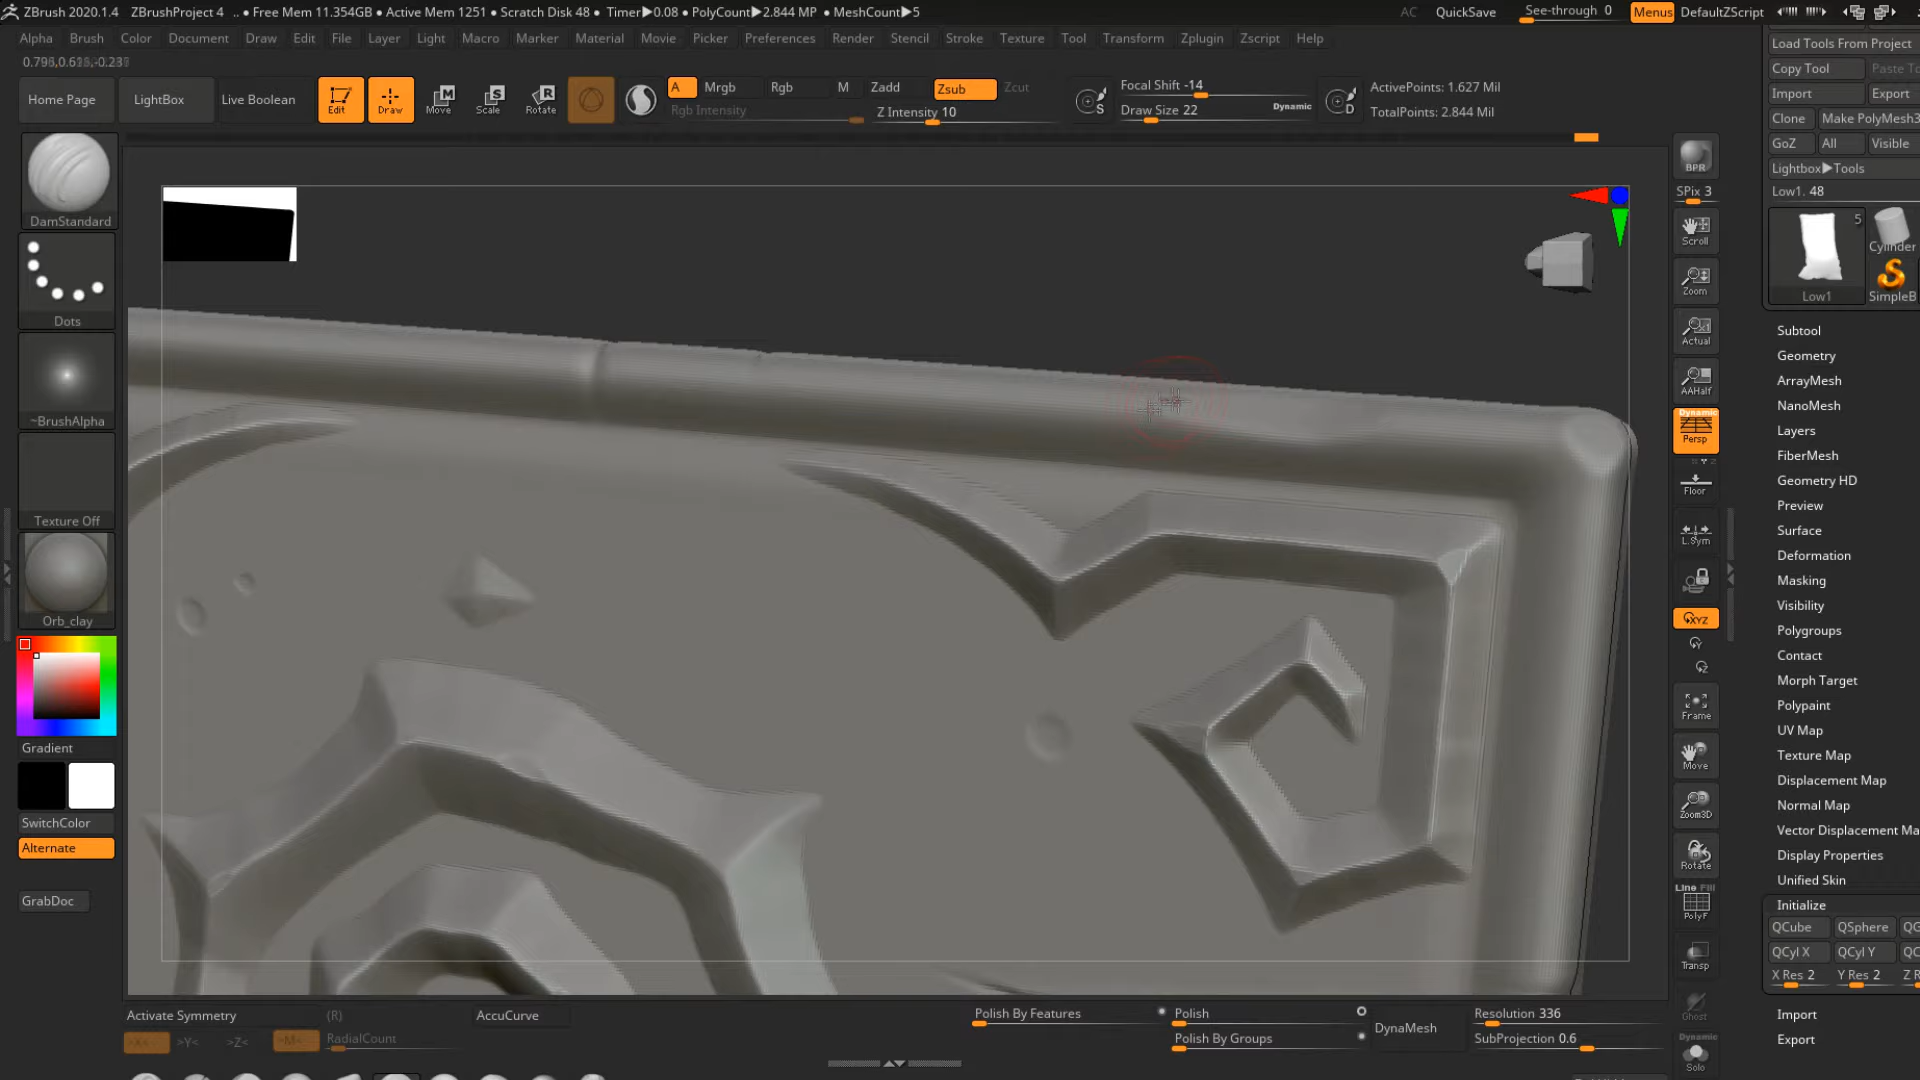 ZBrush 2020.1.4 ZBrushProject 4 .. • Free Mem 11.354GB • Active Mem 1251 • Scratch Disk 48 • Timer▶0.08 • PolyCount▶2.844 MP • MeshCount▶5 AC QuickSave See-through 0 Menus DefaultZScript
Alpha Brush Color Document Draw Edit File Layer Light Macro Marker Material Movie Picker Preferences Render Stencil Stroke Texture Tool Transform Zplugin Zscript Help
Home Page LightBox Live Boolean Edit Draw Move Scale Rotate
A Mrgb Rgb M Zadd Zsub Zcut
Rgb Intensity Z Intensity 10
Focal Shift -14
Draw Size 22 Dynamic
ActivePoints: 1.627 Mil
TotalPoints: 2.844 Mil
DamStandard
Dots
~BrushAlpha
Texture Off
Orb_clay
Gradient
SwitchColor
Alternate
GrabDoc
BPR
SPix 3
Scroll
Zoom
Actual
AAHalf
Dynamic
Persp
Floor
L.Sym
XYZ
Frame
Move
Zoom3D
Rotate
Line Fill
PolyF
Transp
Ghost
Dynamic
Solo
Load Tools From Project
Copy Tool
Import Export
Clone Make PolyMesh3
GoZ All Visible
Lightbox▶Tools
Low1. 48
5
Cylinder
Low1 SimpleB
Subtool
Geometry
ArrayMesh
NanoMesh
Layers
FiberMesh
Geometry HD
Preview
Surface
Deformation
Masking
Visibility
Polygroups
Contact
Morph Target
Polypaint
UV Map
Texture Map
Displacement Map
Normal Map
Vector Displacement Ma
Display Properties
Unified Skin
Initialize
QCube QSphere
QCyl X QCyl Y
X Res 2 Y Res 2
Import
Export
Activate Symmetry (R) AccuCurve
>X< >Y< >Z< >M< RadialCount
Polish By Features Polish
Polish By Groups
DynaMesh
Resolution 336
SubProjection 0.6